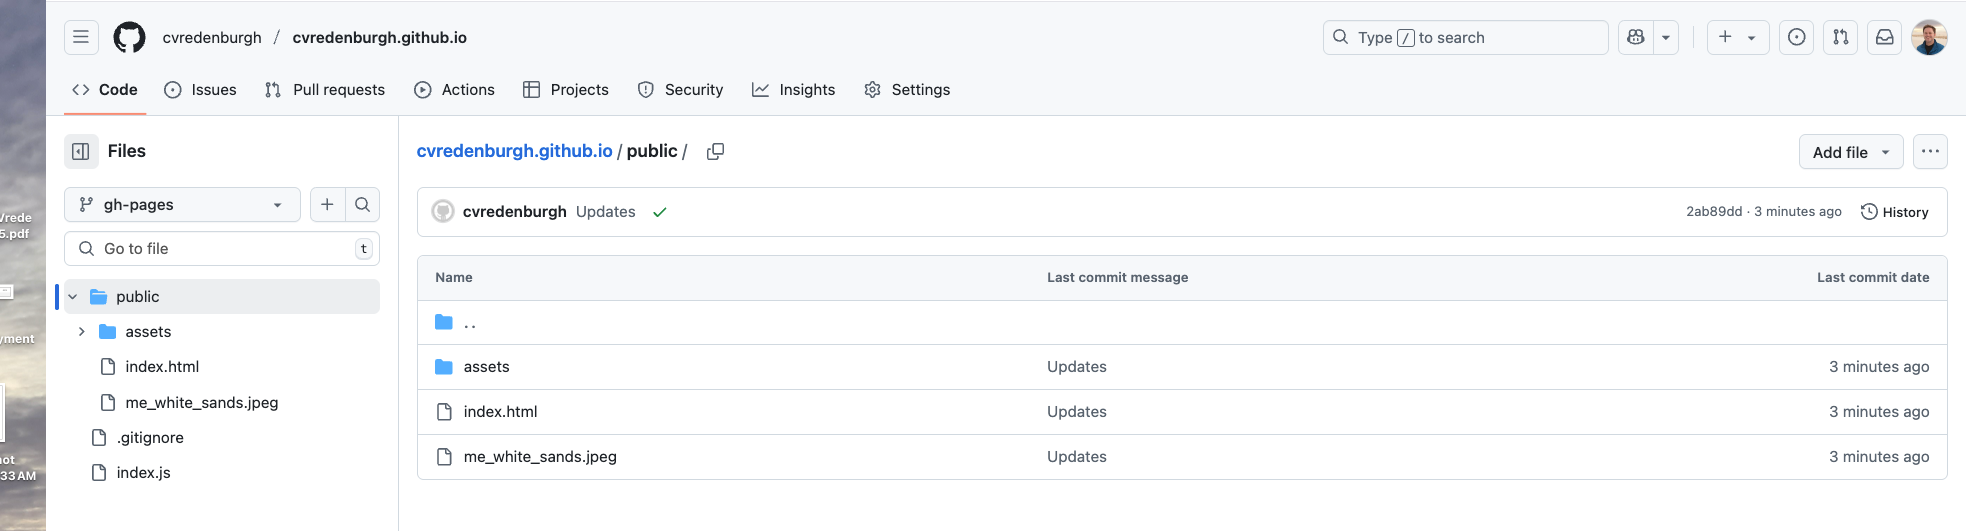 cvredenburgh / cvredenburgh.github.io
Type / to search
Code
Issues
Pull requests
Actions
Projects
Security
Insights
Settings
Files
gh-pages
Go to file
t
public
assets
index.html
me_white_sands.jpeg
.gitignore
index.js
cvredenburgh.github.io / public /
Add file
cvredenburgh Updates
2ab89dd · 3 minutes ago
History
Name Last commit message Last commit date
..
assets Updates 3 minutes ago
index.html Updates 3 minutes ago
me_white_sands.jpeg Updates 3 minutes ago
5.pdf
33 AM